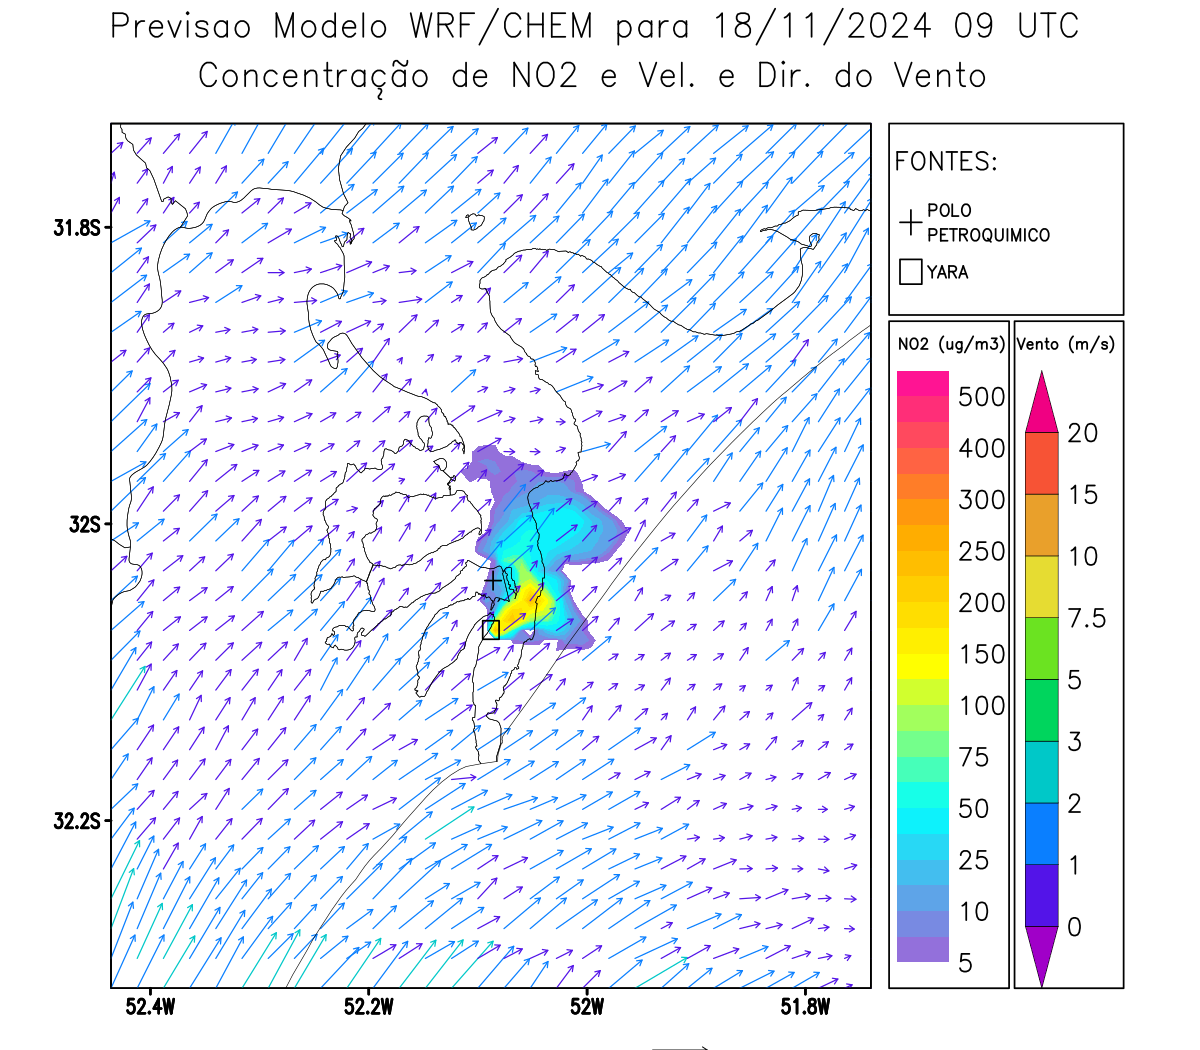 Previsao Modelo WRF/CHEM para 18/11/2024 09 UTC
Concentração de NO2 e Vel. e Dir. do Vento
FONTES:
POLO
PETROQUIMICO
YARA
31.8S
32S
32.2S
52.4W
52.2W
52W
51.8W
NO2 (ug/m3)
500
400
300
250
200
150
100
75
50
25
10
5
Vento (m/s)
20
15
10
7.5
5
3
2
1
0